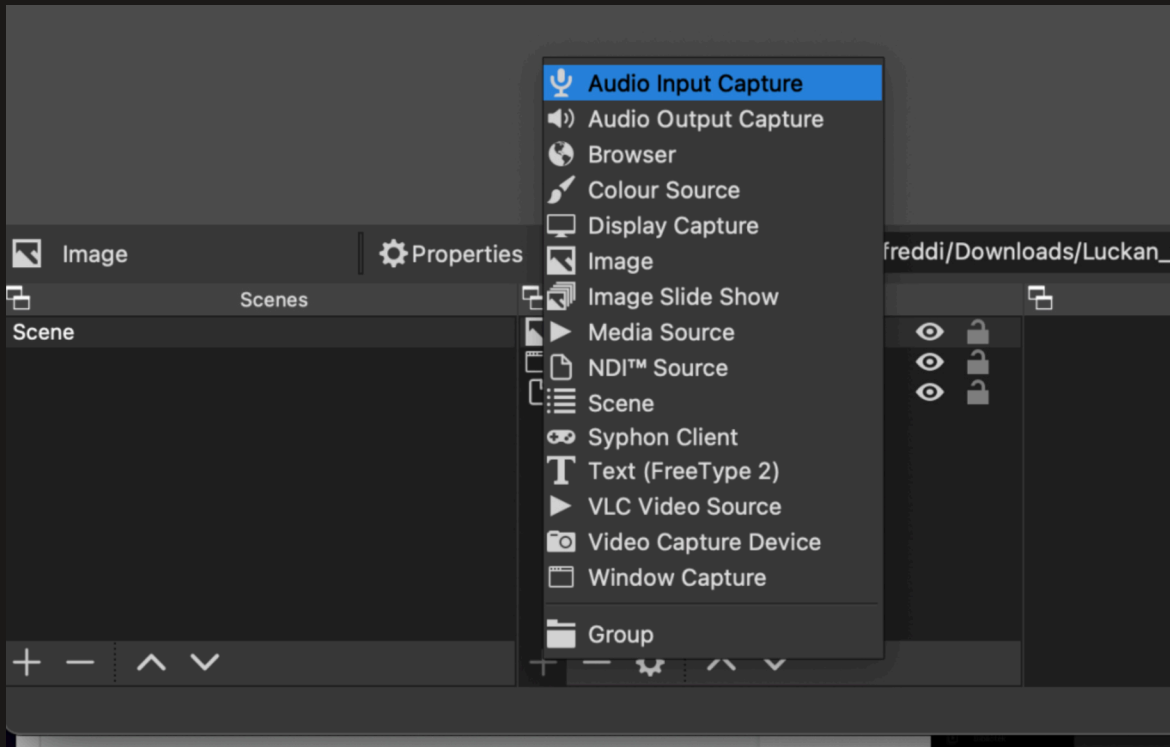 Audio Input Capture
Audio Output Capture
Browser
Colour Source
Display Capture
Image
Image Slide Show
Media Source
NDI™ Source
Scene
Syphon Client
Text (FreeType 2)
VLC Video Source
Video Capture Device
Window Capture
Group
Image
Properties
freddi/Downloads/Luckan_
Scenes
Scene